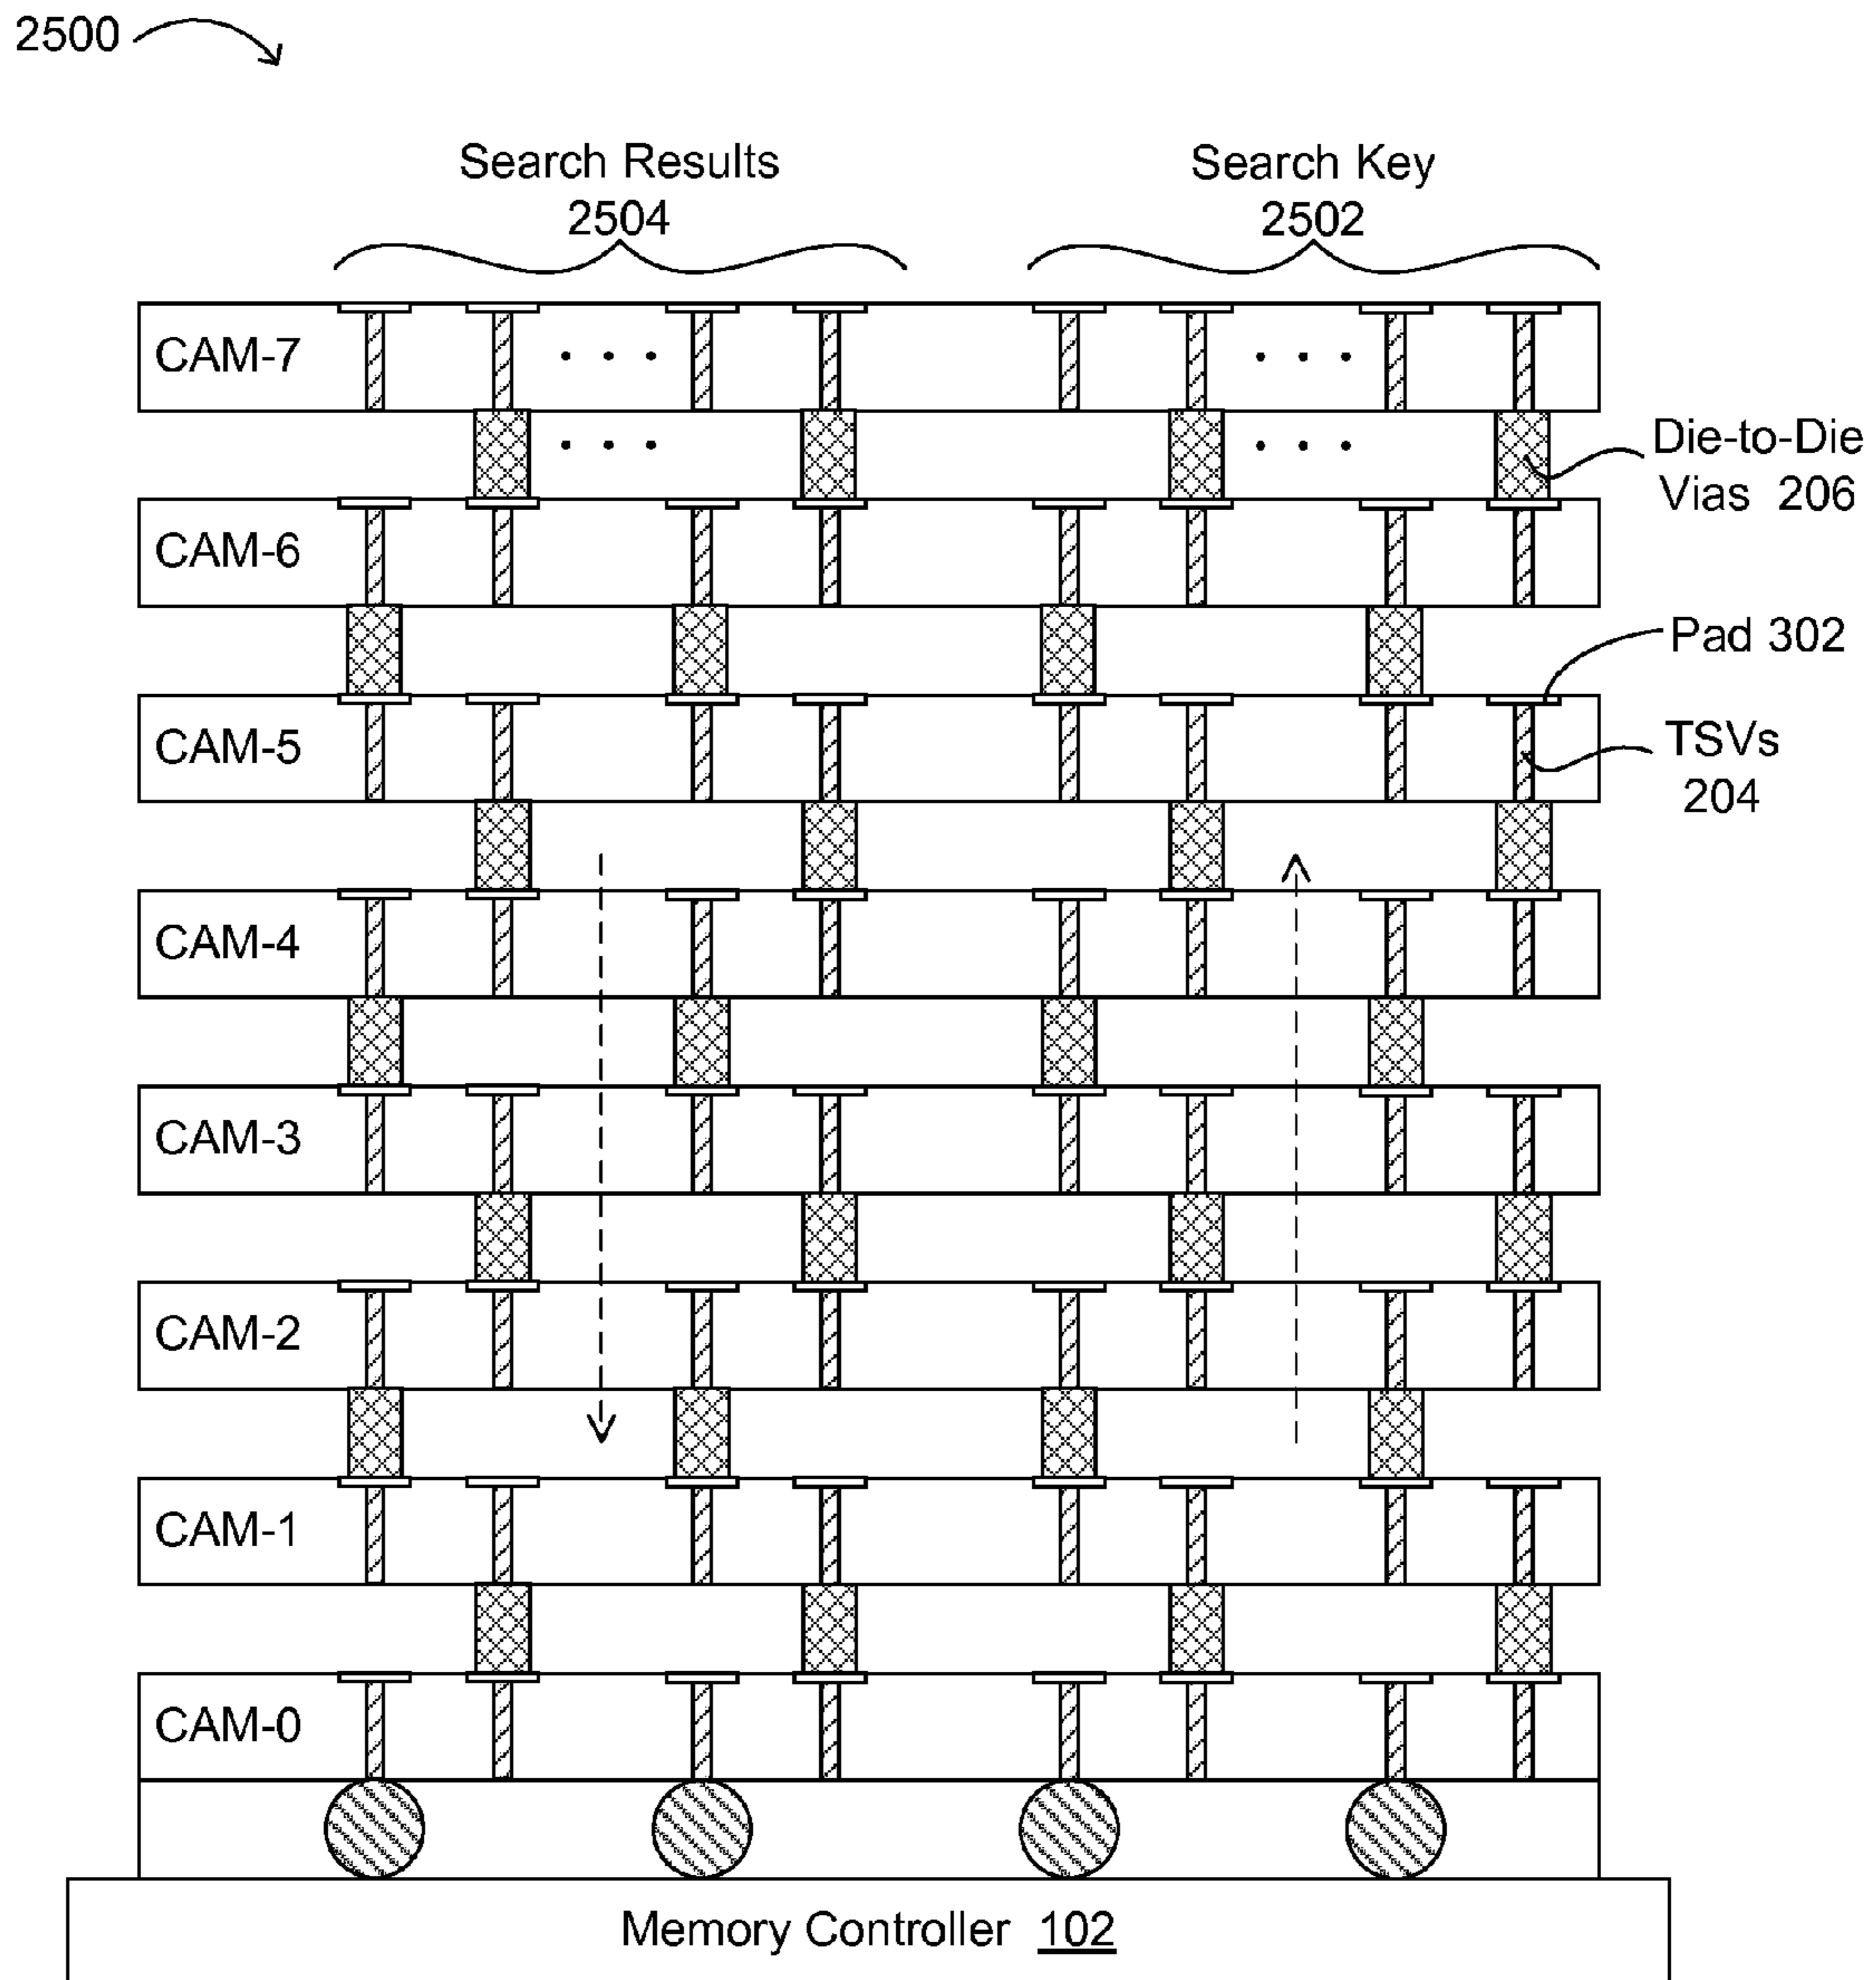 2500
Search Results
2504
Search Key
2502
CAM-7
Die-to-Die
Vias 206
CAM-6
Pad 302
CAM-5
TSVs
204
CAM-4
CAM-3
CAM-2
CAM-1
CAM-0
Memory Controller 102